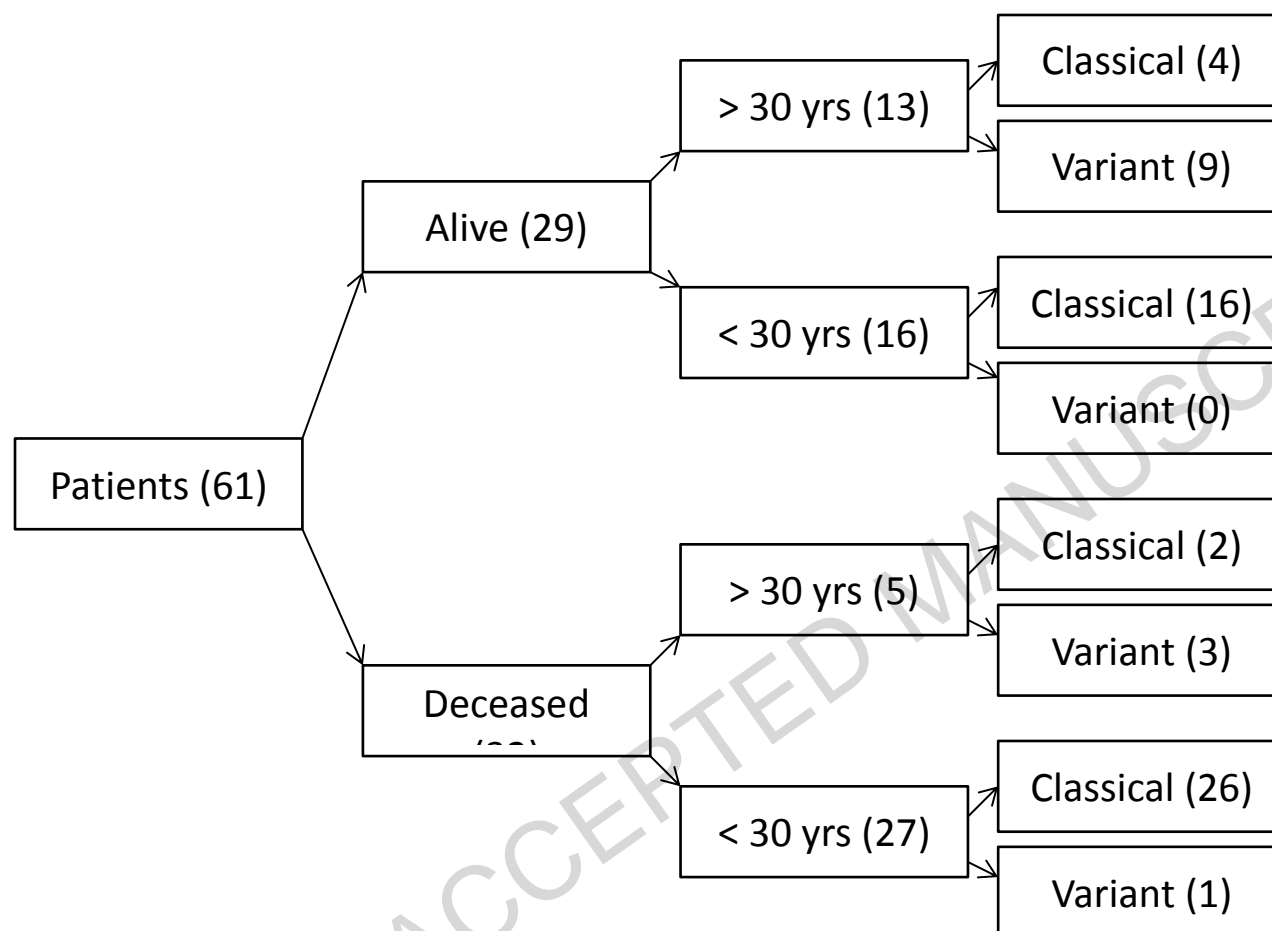 Patients (61)
Alive (29)
> 30 yrs (13)
Classical (4)
Variant (9)
< 30 yrs (16)
Classical (16)
Variant (0)
Deceased
> 30 yrs (5)
Classical (2)
Variant (3)
< 30 yrs (27)
Classical (26)
Variant (1)
ACCEPTED